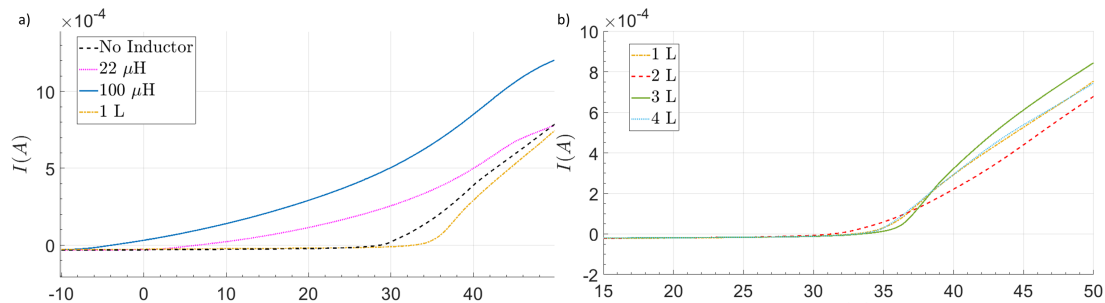 a)
×10⁻⁴
No Inductor
22 μH
100 μH
1 L
10
5
0
I(A)
-10 0 10 20 30 40
b)
×10⁻⁴
1 L
2 L
3 L
4 L
10
8
6
4
2
0
-2
I(A)
15 20 25 30 35 40 45 50